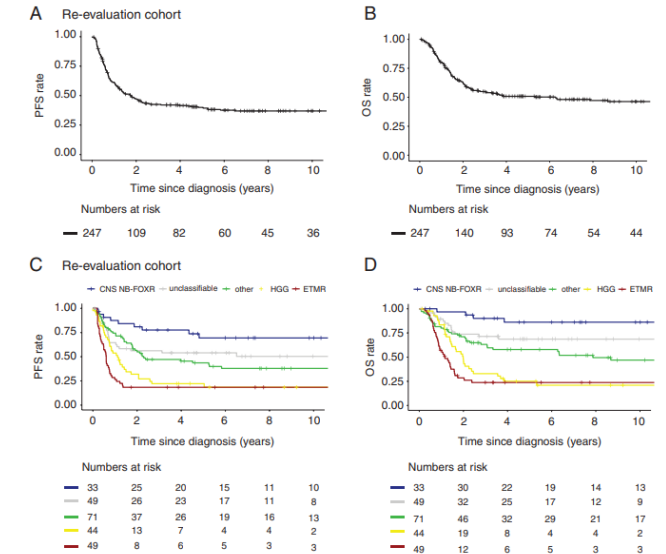 A Re-evaluation cohort
PFS rate
1.00
0.75
0.50
0.25
0.00
0 2 4 6 8 10
Time since diagnosis (years)
Numbers at risk
247 109 82 60 45 36
B
OS rate
1.00
0.75
0.50
0.25
0.00
0 2 4 6 8 10
Time since diagnosis (years)
Numbers at risk
247 140 93 74 54 44
C Re-evaluation cohort
CNS NB-FOXR unclassifiable other HGG ETMR
PFS rate
1.00
0.75
0.50
0.25
0.00
0 2 4 6 8 10
Time since diagnosis (years)
Numbers at risk
33 25 20 15 11 10
49 26 23 17 11 8
71 37 26 19 16 13
44 13 7 4 4 2
49 8 6 5 3 3
D
CNS NB-FOXR unclassifiable other HGG ETMR
OS rate
1.00
0.75
0.50
0.25
0.00
0 2 4 6 8 10
Time since diagnosis (years)
Numbers at risk
33 30 22 19 14 13
49 32 25 17 12 9
71 46 32 29 21 17
44 19 8 4 4 2
49 12 6 5 3 3